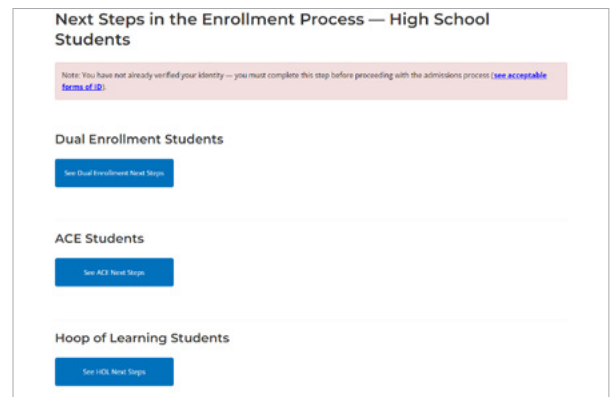 Next Steps in the Enrollment Process — High School
Students
Note: You have not already verified your identity — you must complete this step before proceeding with the admissions process (see acceptable
forms of ID).
Dual Enrollment Students
See Dual Enrollment Next Steps
ACE Students
See ACE Next Steps
Hoop of Learning Students
See HOL Next Steps